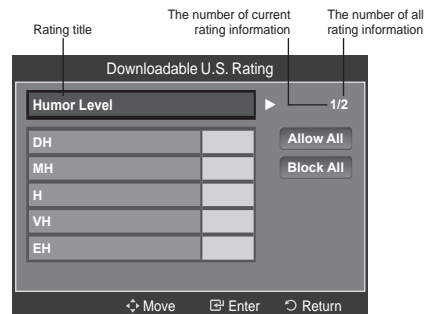 The number of current
rating information
The number of all
rating information
Rating title
Downloadable U.S. Rating
Humor Level
1/2
DH
Allow All
MH
Block All
H
VH
EH
Move Enter Return